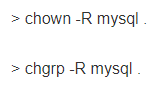 > chown -R mysql .
> chgrp -R mysql .